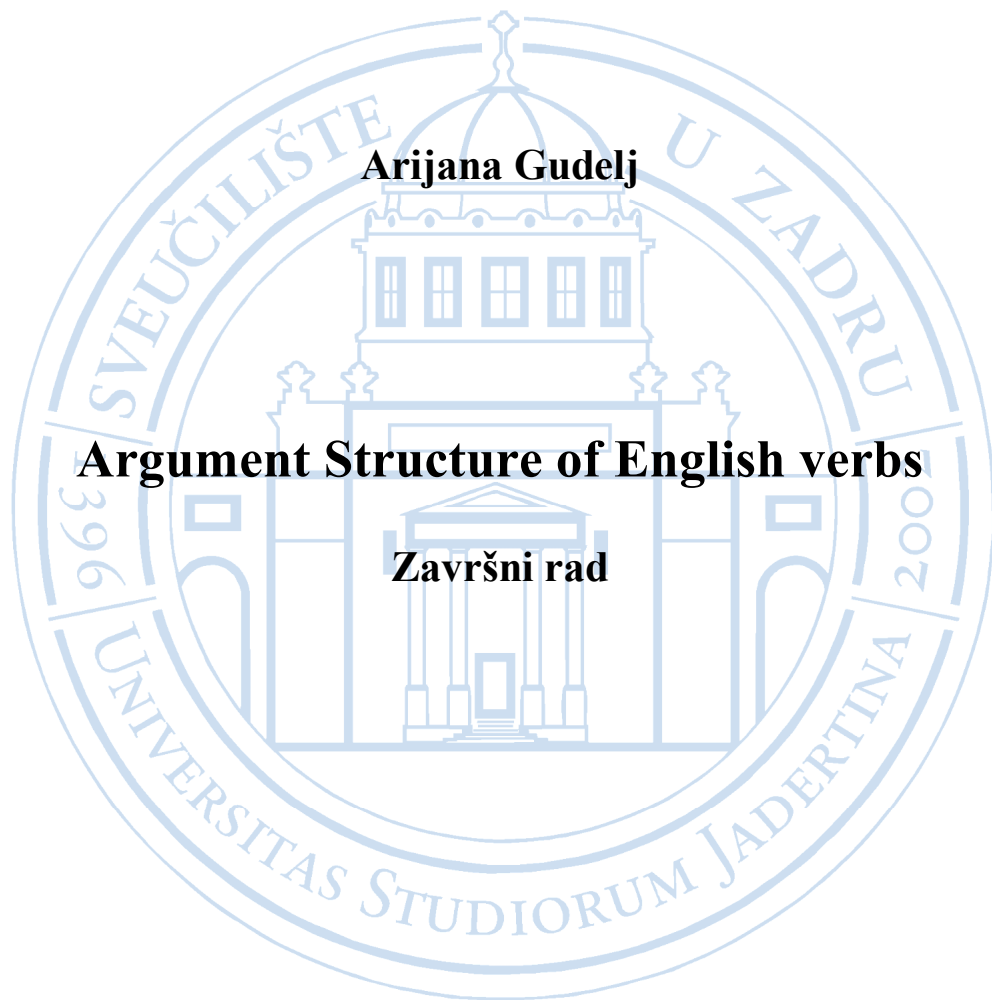 SVEUČILIŠTE U ZADRU
Arijana Gudelj
Argument Structure of English verbs
Završni rad
1396
2002
UNIVERSITAS STUDIORUM JADERTINA